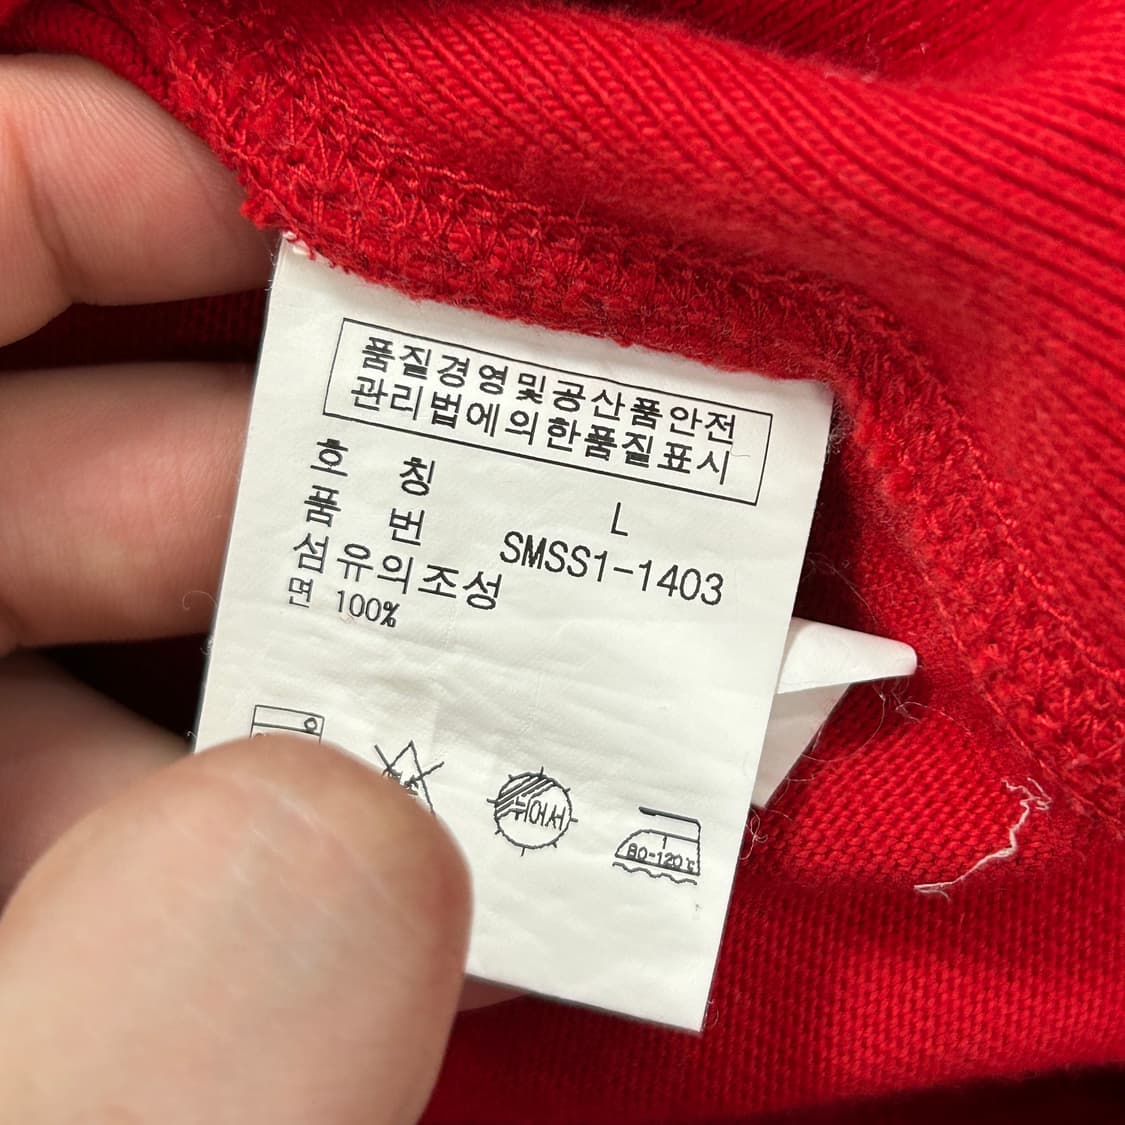 품질경영및공산품안전
관리법에의한품질표시
호 칭 L
품 번 SMSS1-1403
섬유의조성
면 100%
뉘어서
1
80-120℃